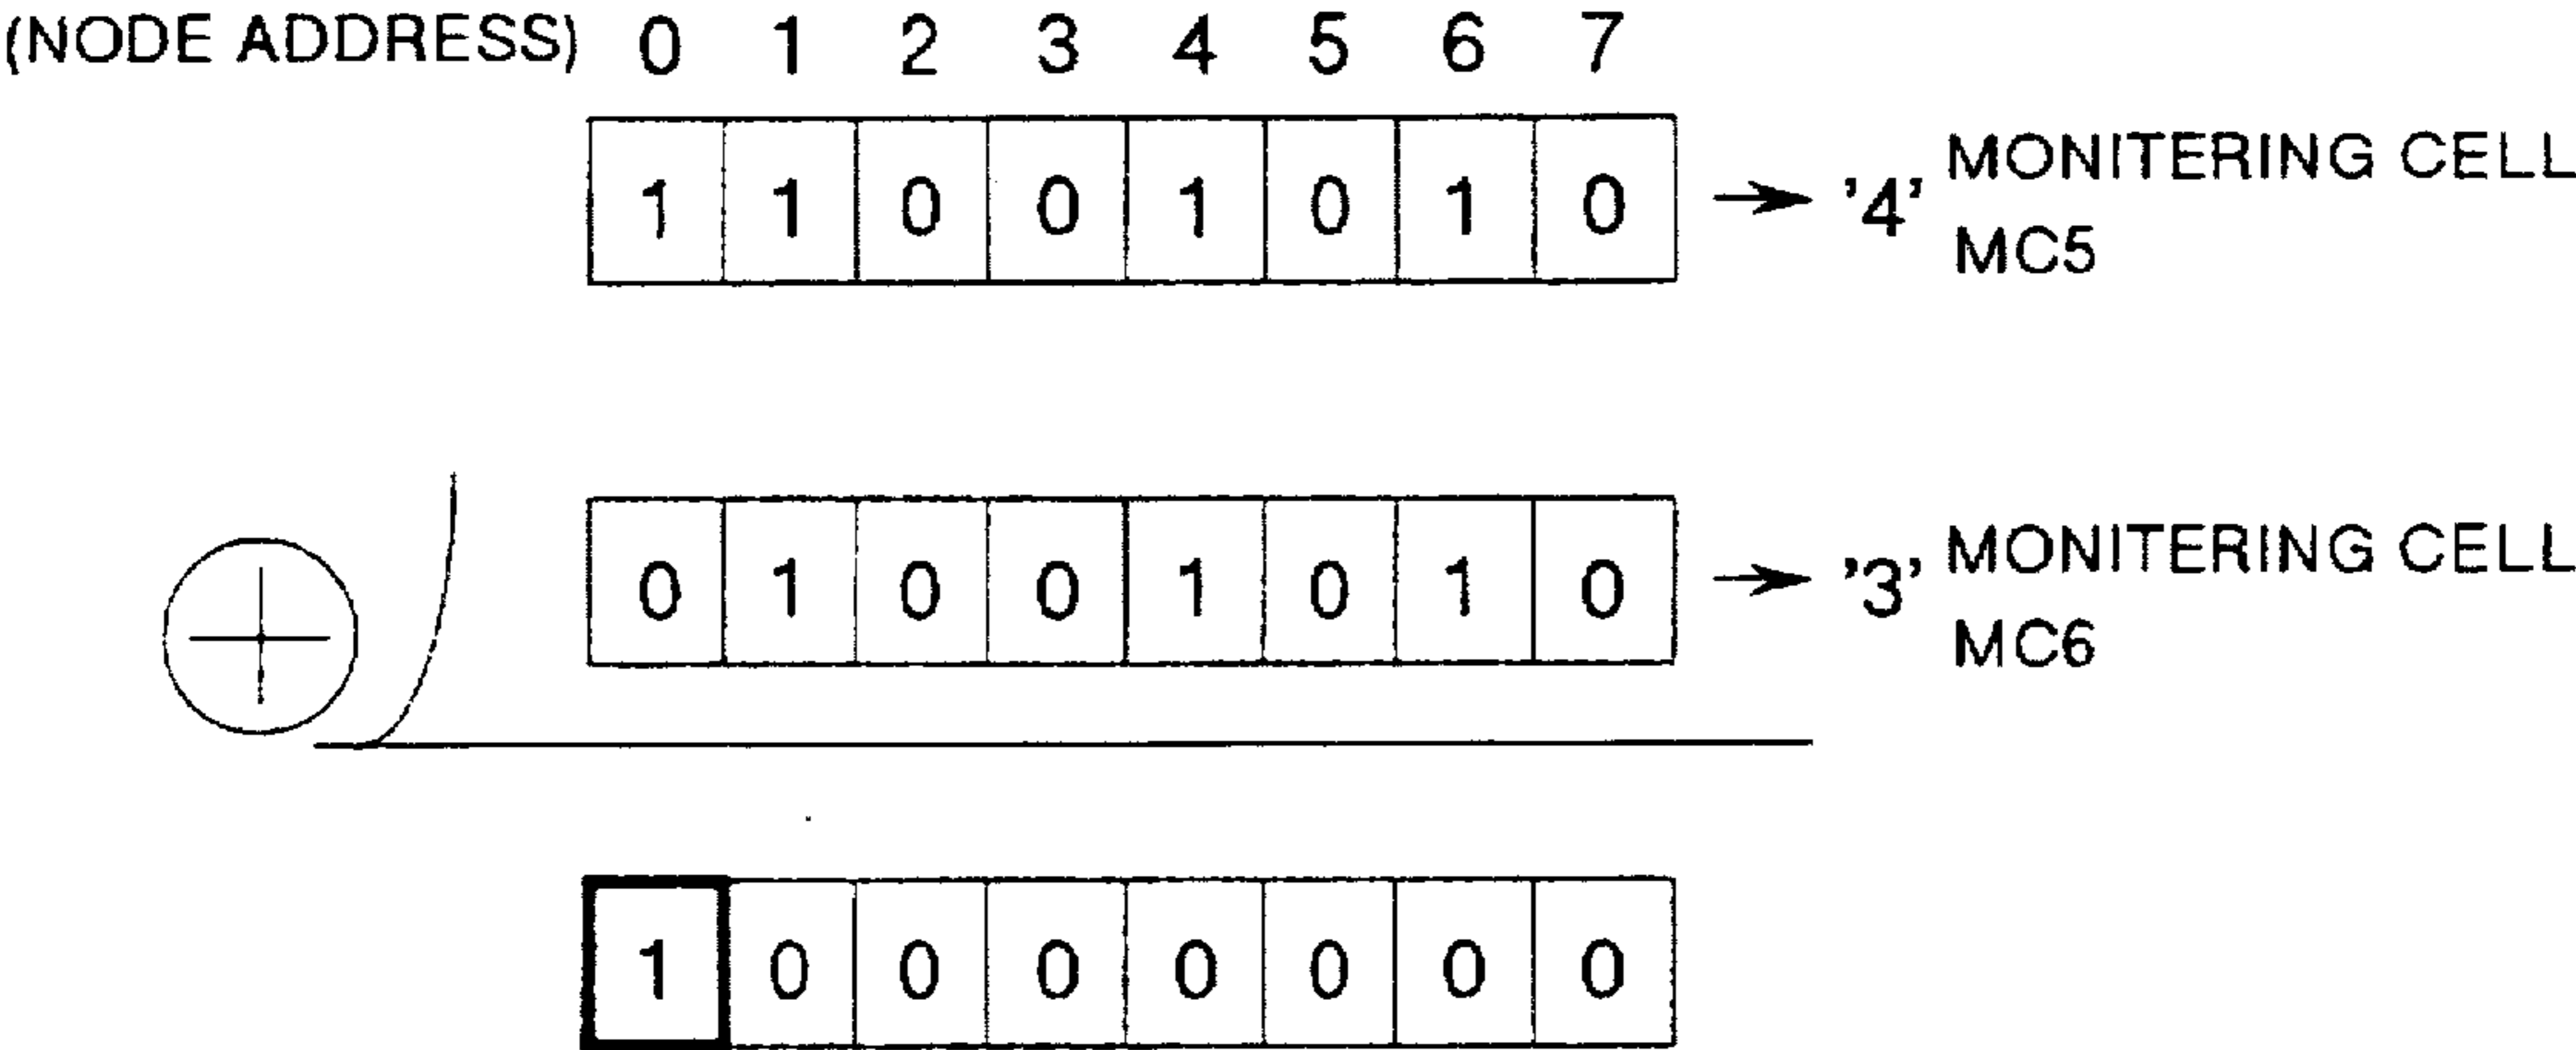 (NODE ADDRESS) 0 1 2 3 4 5 6 7
1 1 0 0 1 0 1 0 → '4' MONITERING CELL
MC5
0 1 0 0 1 0 1 0 → '3' MONITERING CELL
MC6
1 0 0 0 0 0 0 0